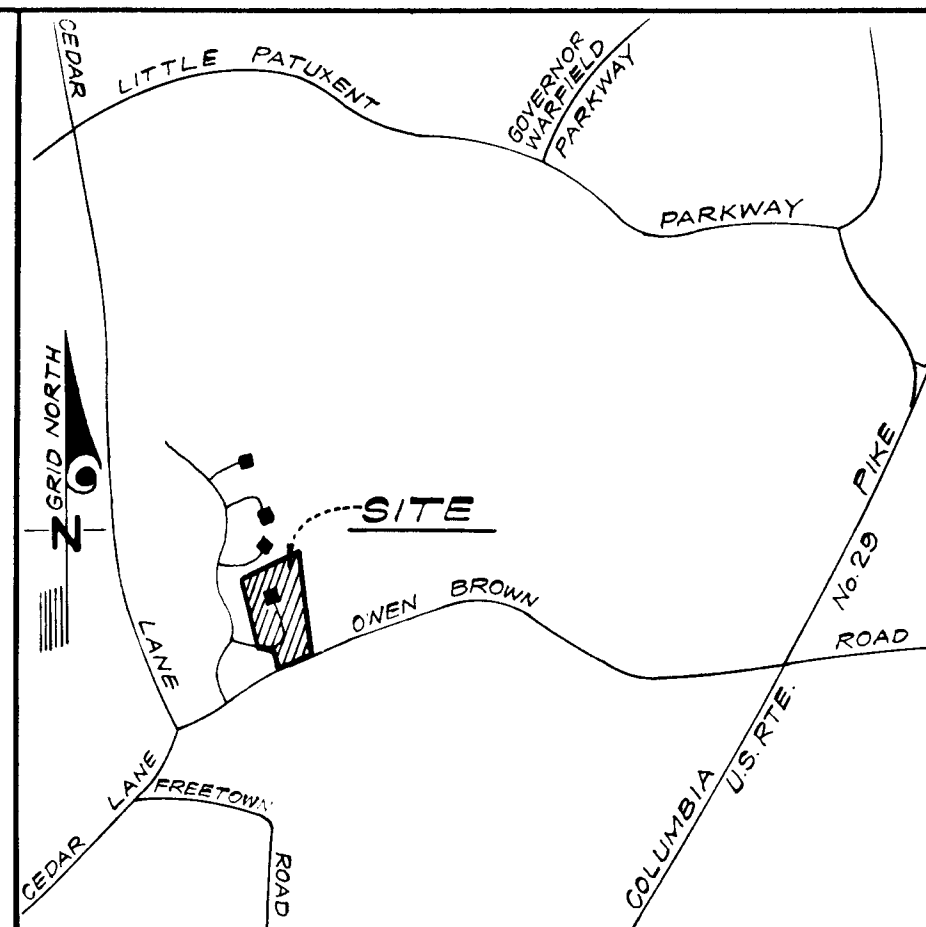 CEDAR
LITTLE PATUXENT
GOVERNOR
WARFIELD
PARKWAY
PARKWAY
GRID NORTH
N
SITE
PIKE
No. 29
OWEN BROWN
ROAD
LANE
U.S. RTE.
COLUMBIA
CEDAR LANE
FREETOWN
ROAD